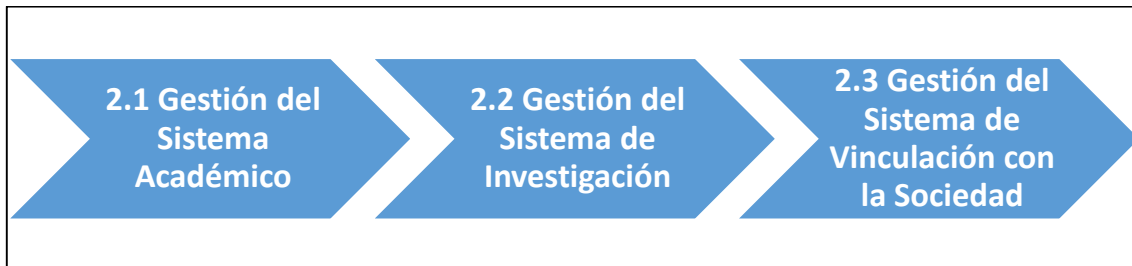 2.1 Gestión del
Sistema
Académico
2.2 Gestión del
Sistema de
Investigación
2.3 Gestión del
Sistema de
Vinculación con
la Sociedad